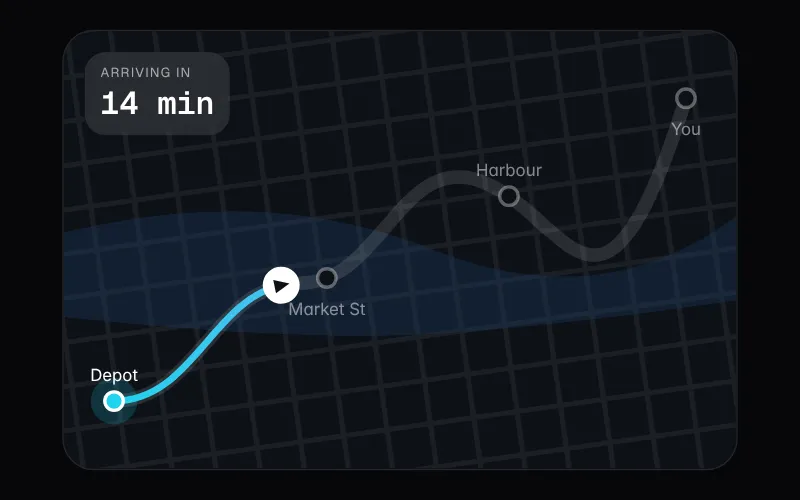 ARRIVING IN
14 min
You
Harbour
Market St
Depot